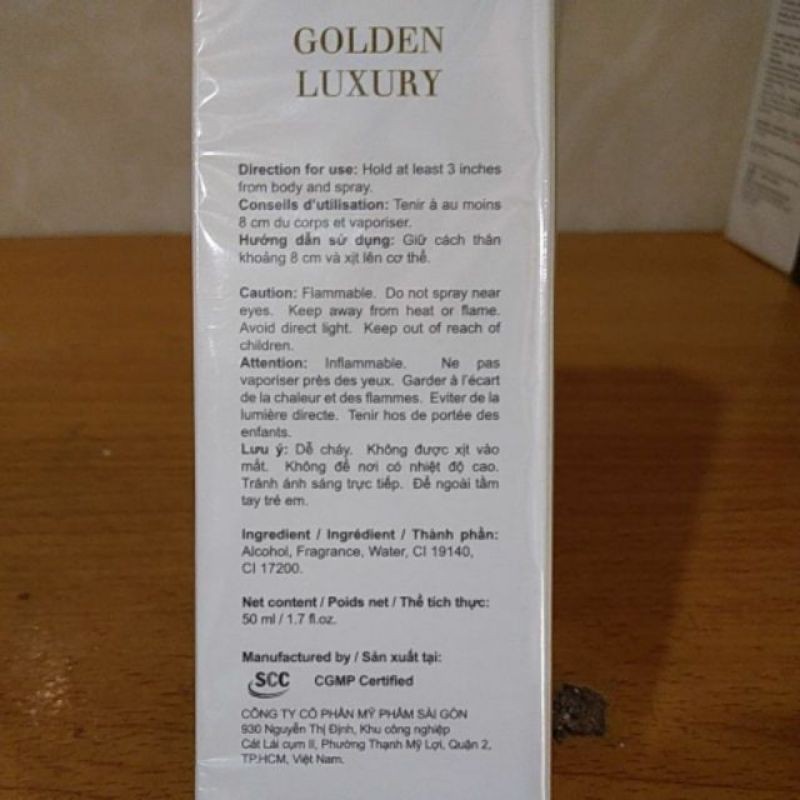 GOLDEN
LUXURY
Direction for use: Hold at least 3 inches
from body and spray.
Conseils d'utilisation: Tenir à au moins
8 cm du corps et vaporiser.
Hướng dẫn sử dụng: Giữ cách thân
khoảng 8 cm và xịt lên cơ thể.
Caution: Flammable. Do not spray near
eyes. Keep away from heat or flame.
Avoid direct light. Keep out of reach of
children.
Attention: Inflammable. Ne pas
vaporiser près des yeux. Garder à l'écart
de la chaleur et des flammes. Eviter de la
lumière directe. Tenir hos de portée des
enfants.
Lưu ý: Dễ cháy. Không được xịt vào
mắt. Không để nơi có nhiệt độ cao.
Tránh ánh sáng trực tiếp. Để ngoài tầm
tay trẻ em.
Ingredient / Ingrédient / Thành phần:
Alcohol, Fragrance, Water, CI 19140,
CI 17200.
Net content / Poids net / Thể tích thực:
50 ml / 1.7 fl.oz.
Manufactured by / Sản xuất tại:
SCC CGMP Certified
CÔNG TY CỔ PHẦN MỸ PHẨM SÀI GÒN
930 Nguyễn Thị Định, Khu công nghiệp
Cát Lái cụm II, Phường Thạnh Mỹ Lợi, Quận 2,
TP.HCM, Việt Nam.